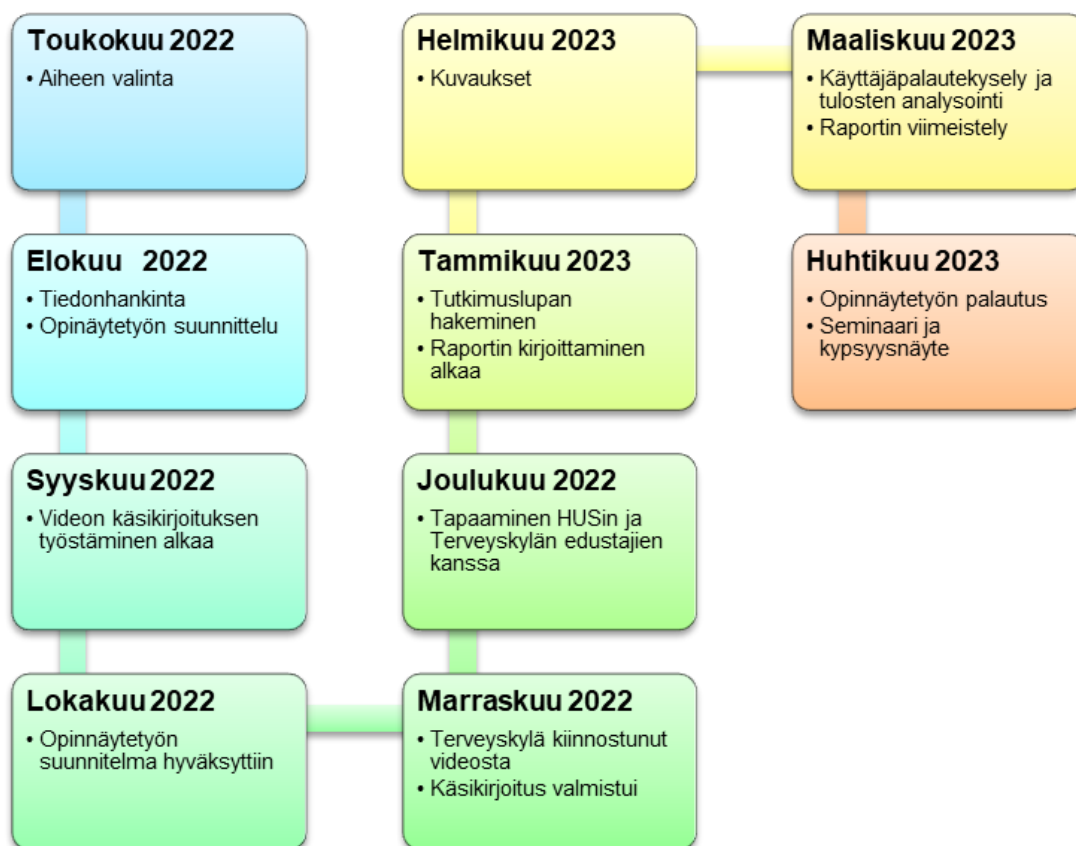 Toukokuu 2022
• Aiheen valinta
Elokuu 2022
• Tiedonhankinta
• Opinäytetyön suunnittelu
Syyskuu 2022
• Videon käsikirjoituksen
työstäminen alkaa
Lokakuu 2022
• Opinnäytetyön
suunnitelma hyväksyttiin
Marraskuu 2022
• Terveyskylä kiinnostunut
videosta
• Käsikirjoitus valmistui
Joulukuu 2022
• Tapaaminen HUSin ja
Terveyskylän edustajien
kanssa
Tammikuu 2023
• Tutkimuslupan
hakeminen
• Raportin kirjoittaminen
alkaa
Helmikuu 2023
• Kuvaukset
Maaliskuu 2023
• Käyttäjäpalautekysely ja
tulosten analysointi
• Raportin viimeistely
Huhtikuu 2023
• Opinnäytetyön palautus
• Seminaari ja
kypsyysnäyte